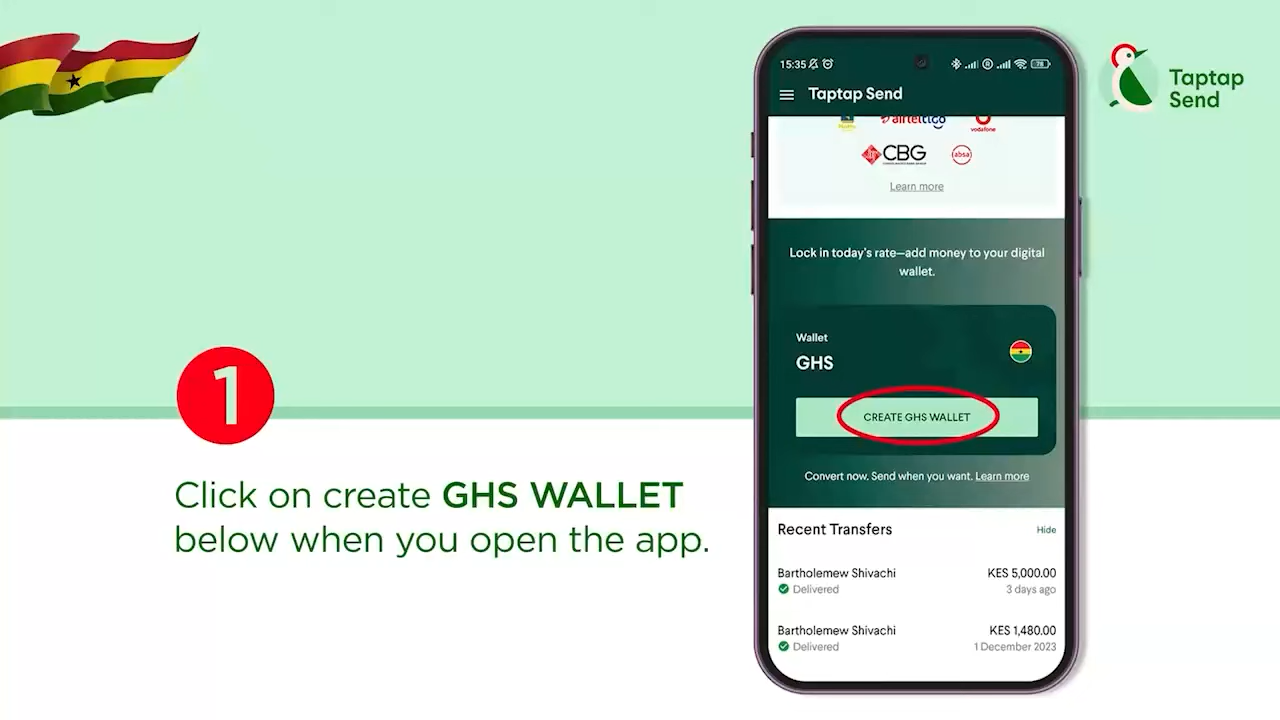 Taptap
Send
1
Click on create GHS WALLET
below when you open the app.
15:35
78
Taptap Send
airteltigo
vodafone
CBG
absa
Learn more
Lock in today's rate—add money to your digital
wallet.
Wallet
GHS
CREATE GHS WALLET
Convert now. Send when you want. Learn more
Recent Transfers Hide
Bartholemew Shivachi KES 5,000.00
Delivered 3 days ago
Bartholemew Shivachi KES 1,480.00
Delivered 1 December 2023